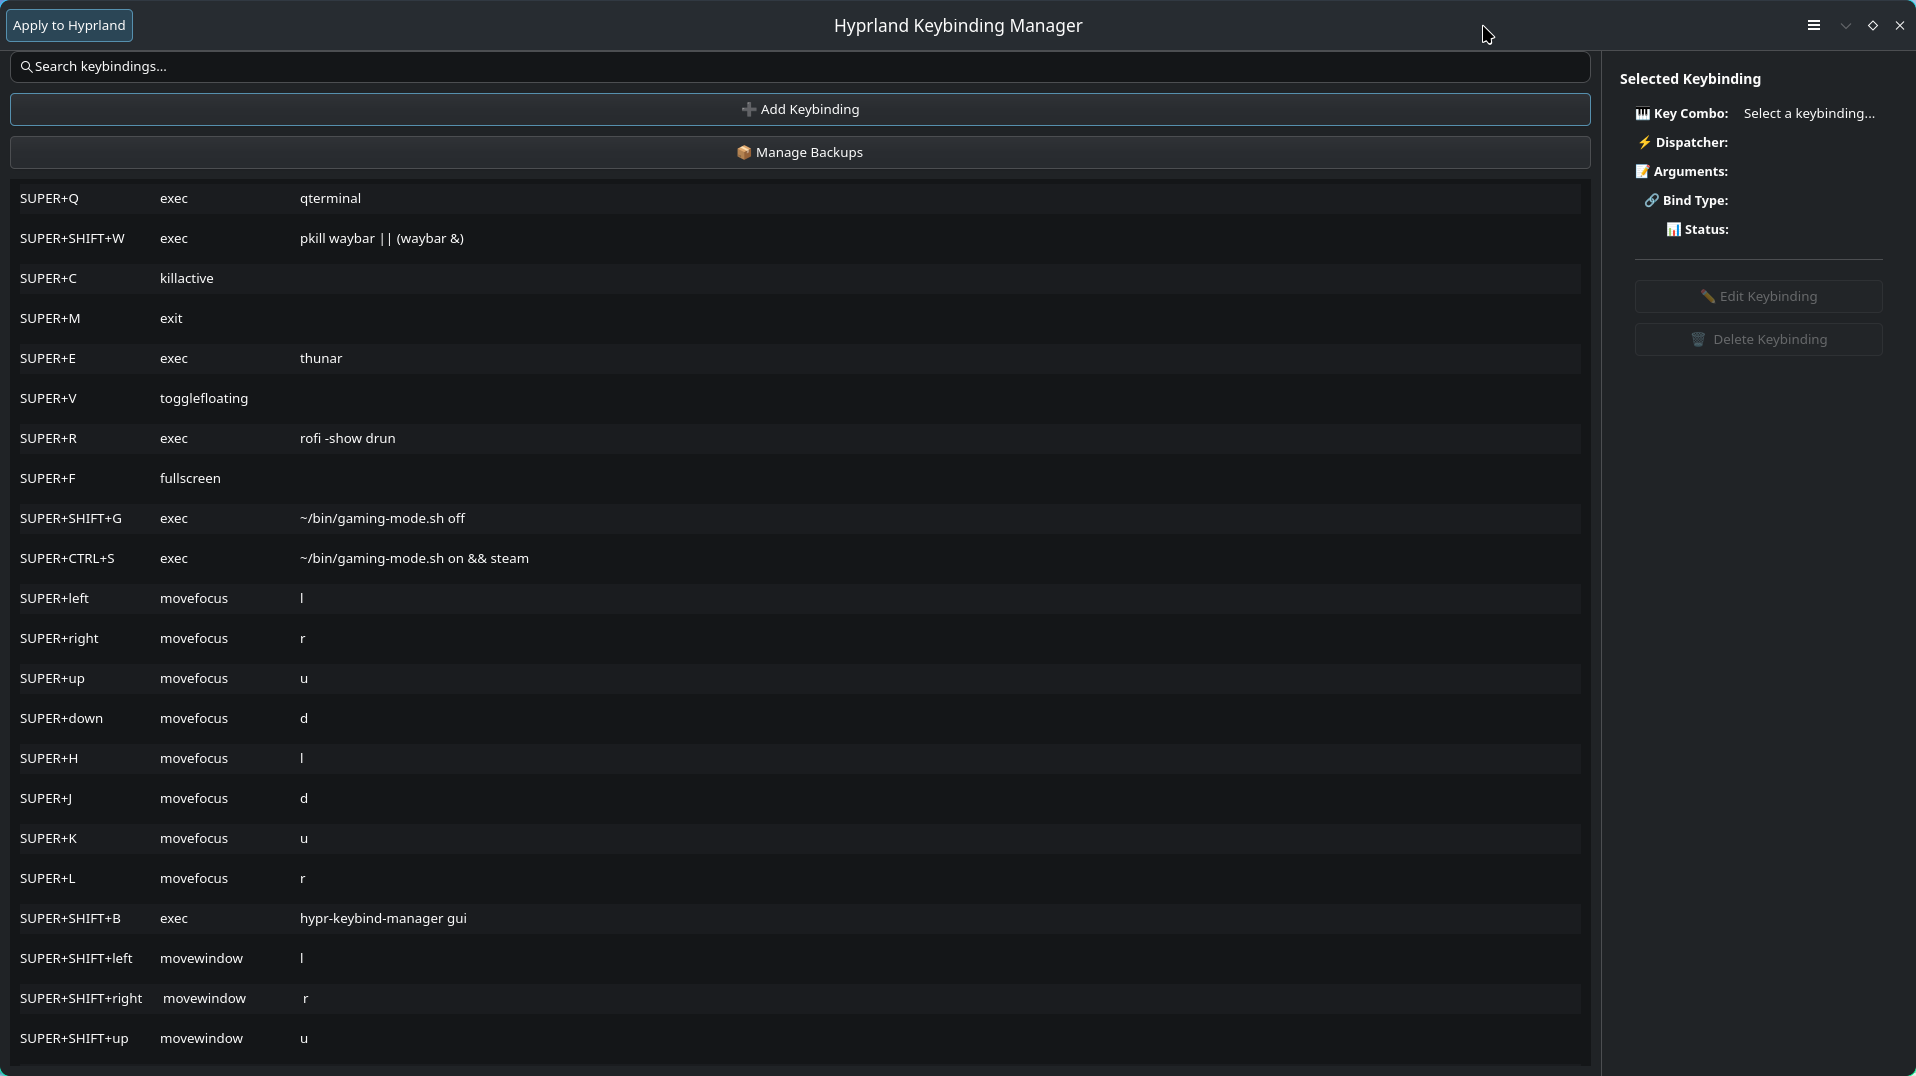 Apply to Hyprland
Hyprland Keybinding Manager
Search keybindings...
➕ Add Keybinding
📦 Manage Backups
SUPER+Q exec qterminal
SUPER+SHIFT+W exec pkill waybar || (waybar &)
SUPER+C killactive
SUPER+M exit
SUPER+E exec thunar
SUPER+V togglefloating
SUPER+R exec rofi -show drun
SUPER+F fullscreen
SUPER+SHIFT+G exec ~/bin/gaming-mode.sh off
SUPER+CTRL+S exec ~/bin/gaming-mode.sh on && steam
SUPER+left movefocus l
SUPER+right movefocus r
SUPER+up movefocus u
SUPER+down movefocus d
SUPER+H movefocus l
SUPER+J movefocus d
SUPER+K movefocus u
SUPER+L movefocus r
SUPER+SHIFT+B exec hypr-keybind-manager gui
SUPER+SHIFT+left movewindow l
SUPER+SHIFT+right movewindow r
SUPER+SHIFT+up movewindow u
Selected Keybinding
🎹 Key Combo: Select a keybinding...
⚡ Dispatcher:
📝 Arguments:
🔗 Bind Type:
📊 Status:
✏️ Edit Keybinding
🗑️ Delete Keybinding